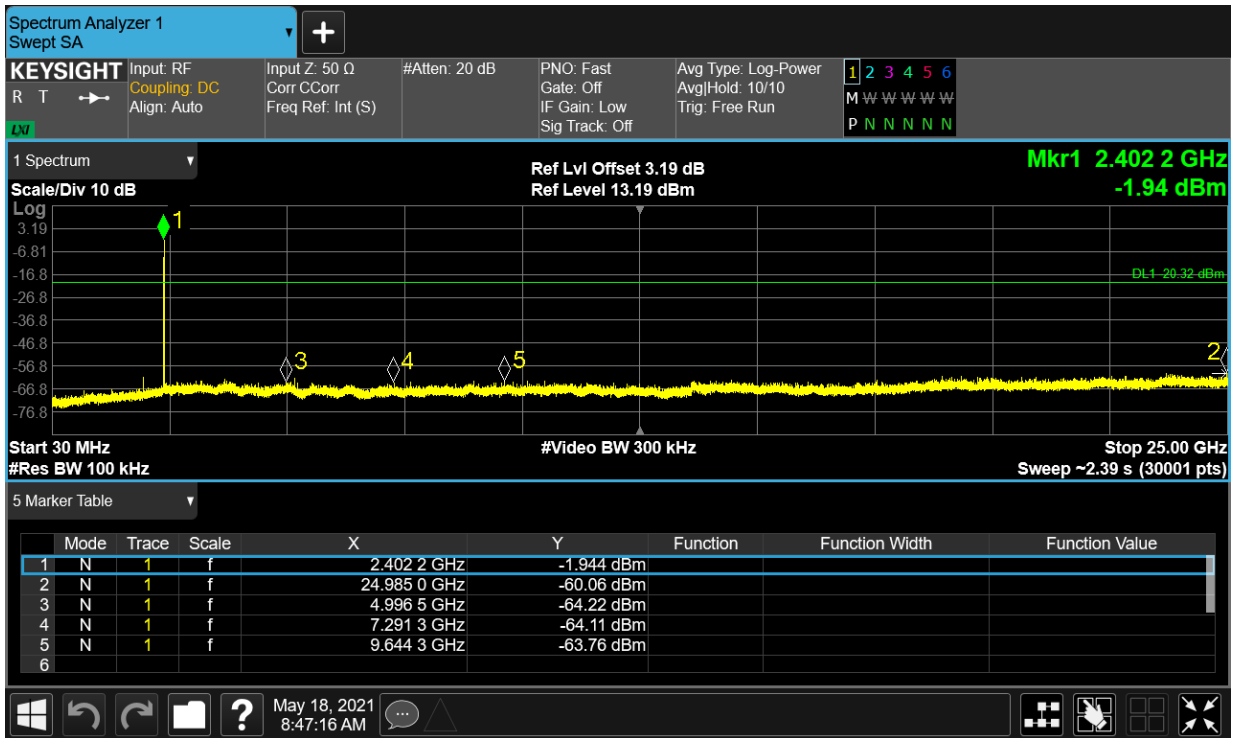 Spectrum Analyzer 1
Swept SA
KEYSIGHT
R T
LXI
Input: RF
Coupling: DC
Align: Auto
Input Z: 50 Ω
Corr CCorr
Freq Ref: Int (S)
#Atten: 20 dB
PNO: Fast
Gate: Off
IF Gain: Low
Sig Track: Off
Avg Type: Log-Power
Avg|Hold: 10/10
Trig: Free Run
1 2 3 4 5 6
M W W W W W
P N N N N N
1 Spectrum
Scale/Div 10 dB
Ref Lvl Offset 3.19 dB
Ref Level 13.19 dBm
Mkr1 2.402 2 GHz
-1.94 dBm
Log
3.19
-6.81
-16.8
-26.8
-36.8
-46.8
-56.8
-66.8
-76.8
1
DL1 -20.32 dBm
3
4
5
2
Start 30 MHz
#Video BW 300 kHz
Stop 25.00 GHz
#Res BW 100 kHz
Sweep ~2.39 s (30001 pts)
5 Marker Table
Mode Trace Scale X Y Function Function Width Function Value
1 N 1 f 2.402 2 GHz -1.944 dBm
2 N 1 f 24.985 0 GHz -60.06 dBm
3 N 1 f 4.996 5 GHz -64.22 dBm
4 N 1 f 7.291 3 GHz -64.11 dBm
5 N 1 f 9.644 3 GHz -63.76 dBm
6
?
May 18, 2021
8:47:16 AM